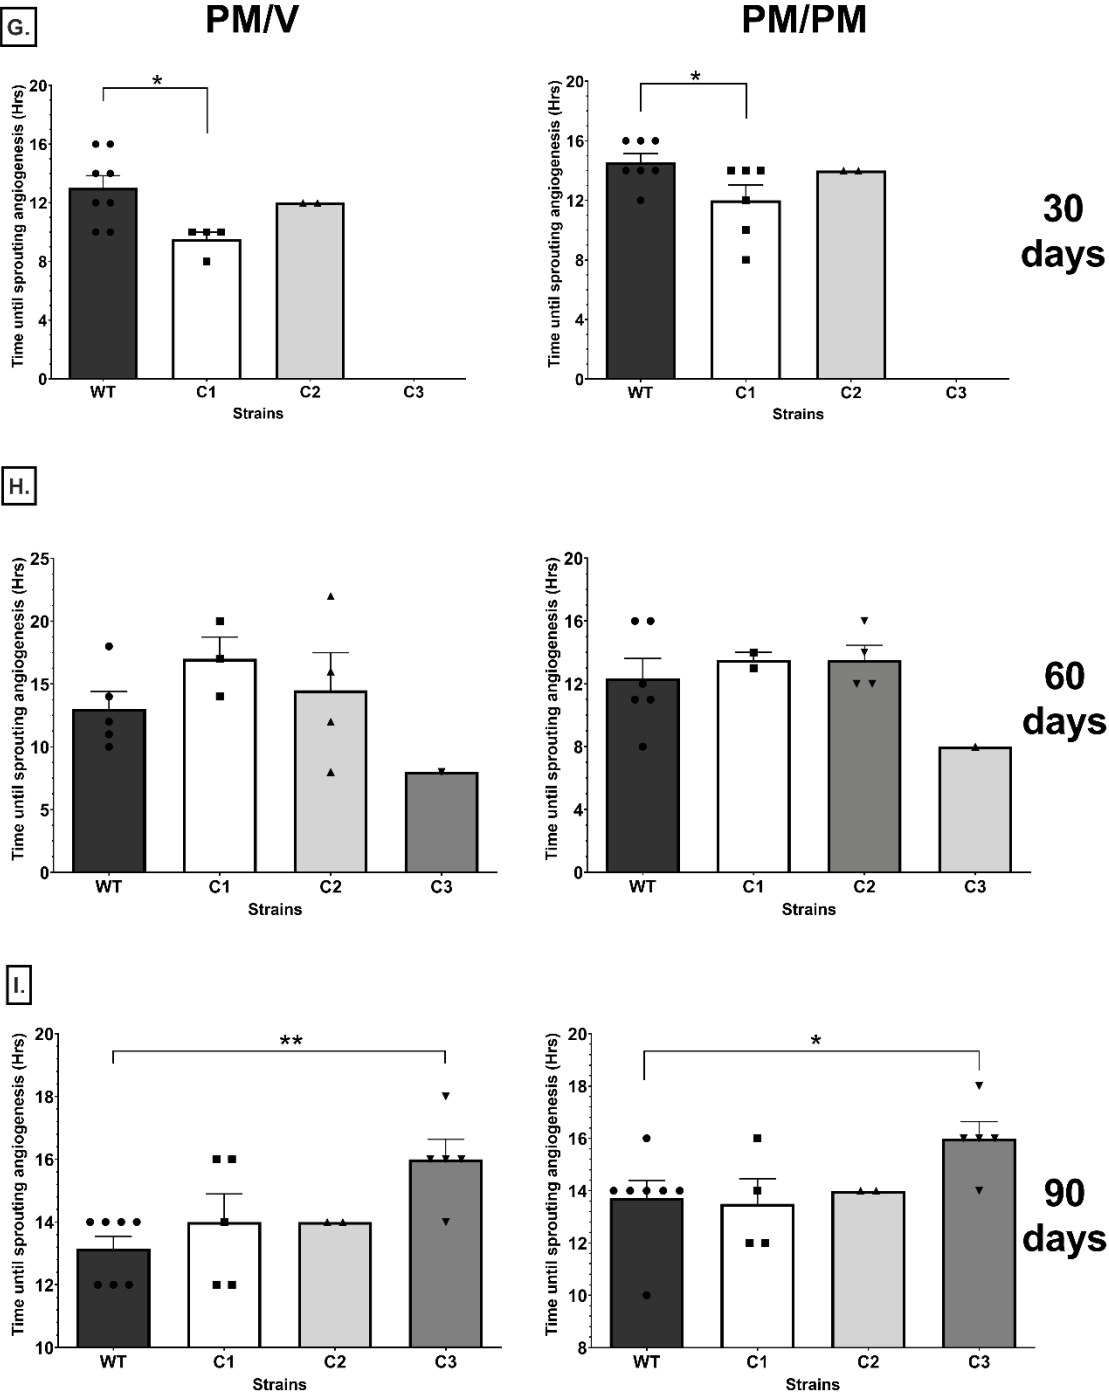 G.
PM/V
PM/PM
Time until sprouting angiogenesis (Hrs)
20
16
12
8
4
0
*
WT
C1
C2
C3
Strains
Time until sprouting angiogenesis (Hrs)
20
16
12
8
4
0
*
WT
C1
C2
C3
Strains
30
days
H.
Time until sprouting angiogenesis (Hrs)
25
20
15
10
5
0
WT
C1
C2
C3
Strains
Time until sprouting angiogenesis (Hrs)
20
16
12
8
4
0
WT
C1
C2
C3
Strains
60
days
I.
Time until sprouting angiogenesis (Hrs)
20
18
16
14
12
10
**
WT
C1
C2
C3
Strains
Time until sprouting angiogenesis (Hrs)
20
18
16
14
12
10
8
*
WT
C1
C2
C3
Strains
90
days